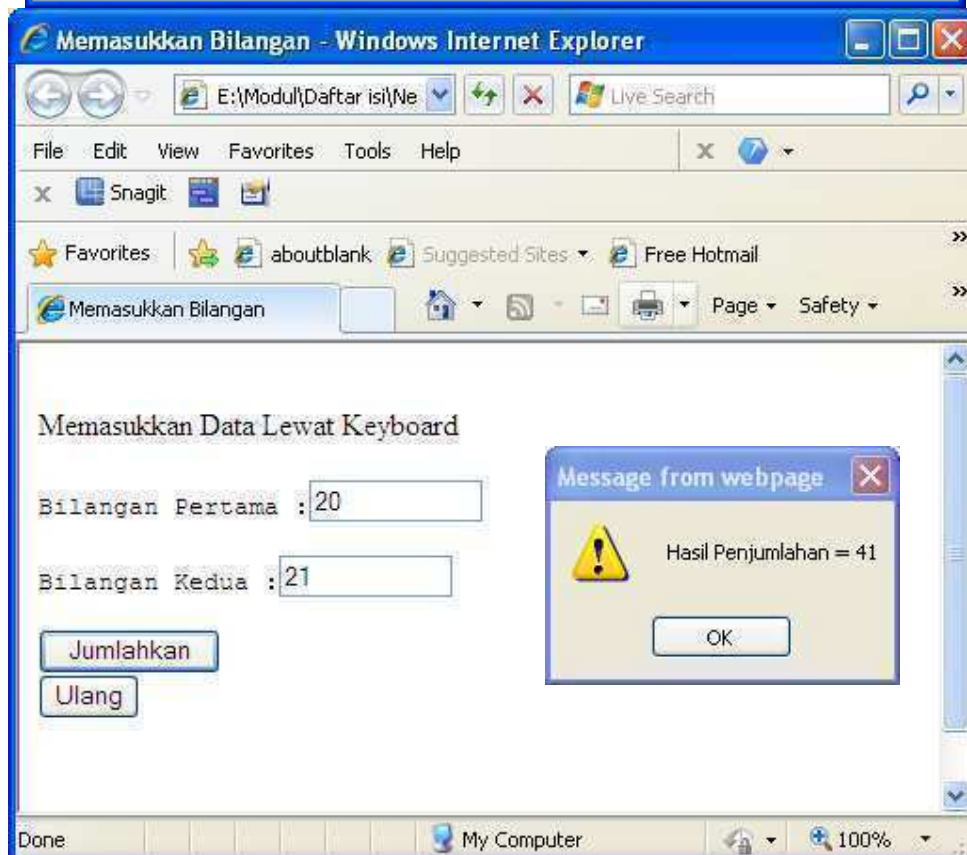 Memasukkan Bilangan - Windows Internet Explorer
E:\Modul\Daftar isi\Ne
Live Search
File Edit View Favorites Tools Help
x
x Snagit
Favorites aboutblank Suggested Sites Free Hotmail »
Memasukkan Bilangan Page Safety »
Memasukkan Data Lewat Keyboard
Bilangan Pertama : 20
Bilangan Kedua : 21
Jumlahkan
Ulang
Message from webpage
Hasil Penjumlahan = 41
OK
Done My Computer 100%